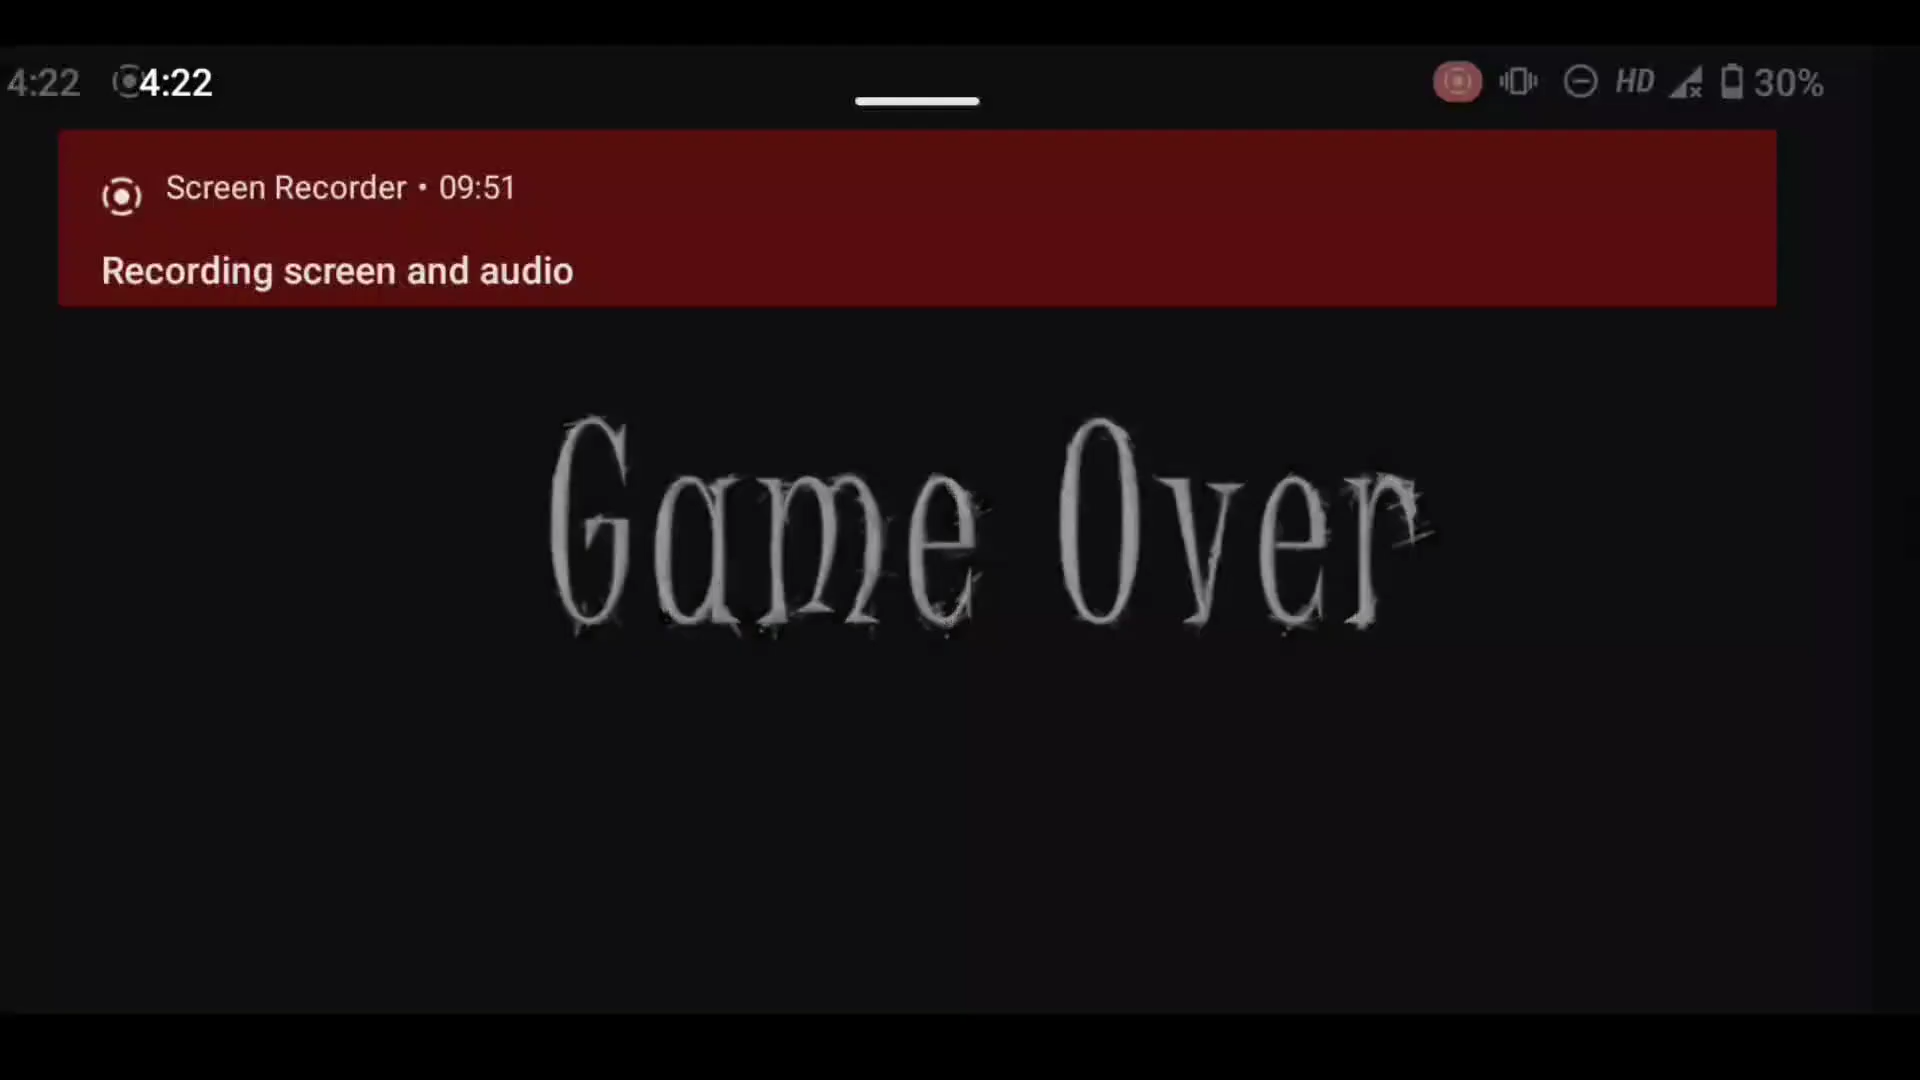 4:22 4:22 HD 30%
Screen Recorder • 09:51
Recording screen and audio
Game Over